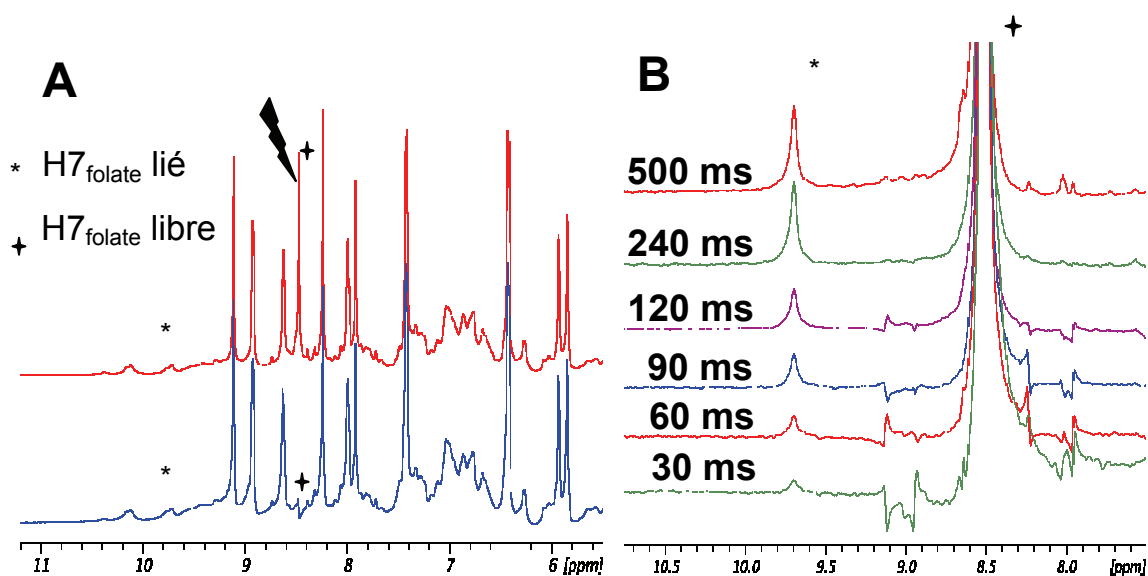 A
* H7folate lié
✦ H7folate libre
✦
*
*
✦
11 10 9 8 7 6 [ppm]
B
✦
*
500 ms
240 ms
120 ms
90 ms
60 ms
30 ms
10.5 10.0 9.5 9.0 8.5 8.0 [ppm]